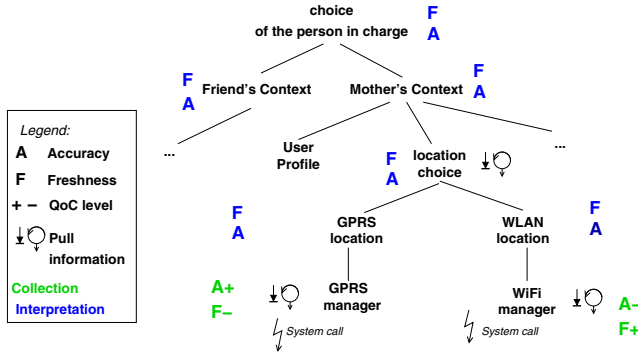 choice
of the person in charge
F
A
F
A
Friend's Context
Mother's Context
F
A
...
User
Profile
F
A
location
choice
...
Legend:
A Accuracy
F Freshness
+ − QoC level
Pull
information
Collection
Interpretation
F
A
GPRS
location
WLAN
location
F
A
A+
F−
GPRS
manager
System call
WiFi
manager
System call
A−
F+